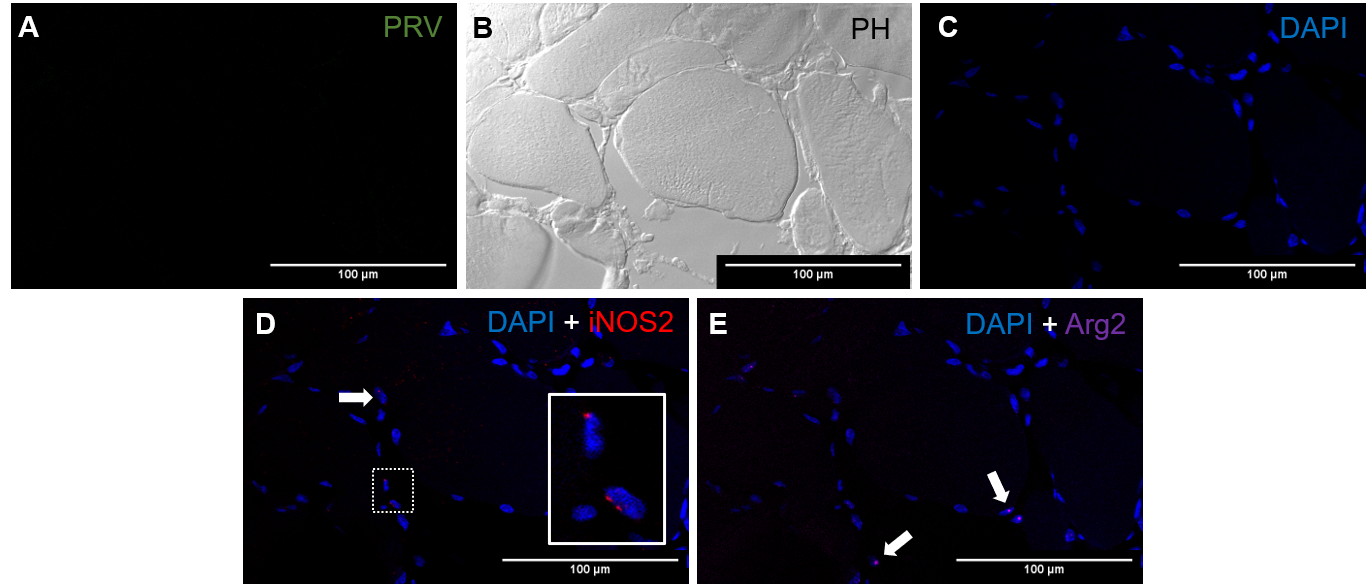 A PRV
100 µm
B PH
100 µm
C DAPI
100 µm
D DAPI + iNOS2
100 µm
E DAPI + Arg2
100 µm